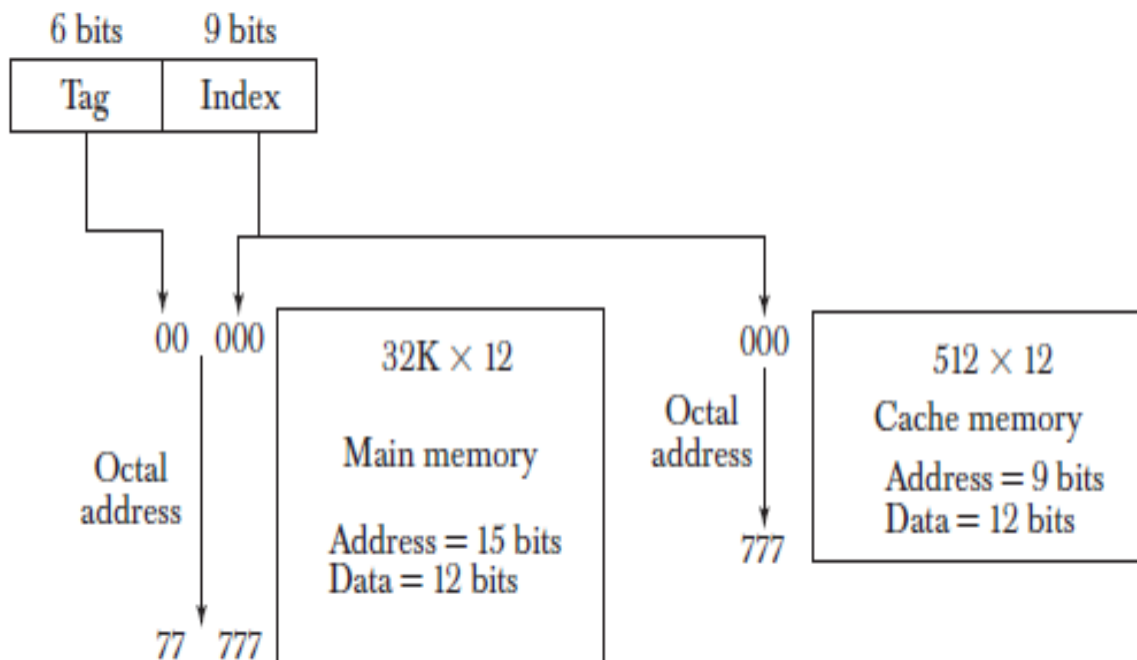 6 bits 9 bits
Tag Index
00 000
32K × 12
Main memory
Address = 15 bits
Data = 12 bits
Octal
address
77 777
000
Octal
address
777
512 × 12
Cache memory
Address = 9 bits
Data = 12 bits